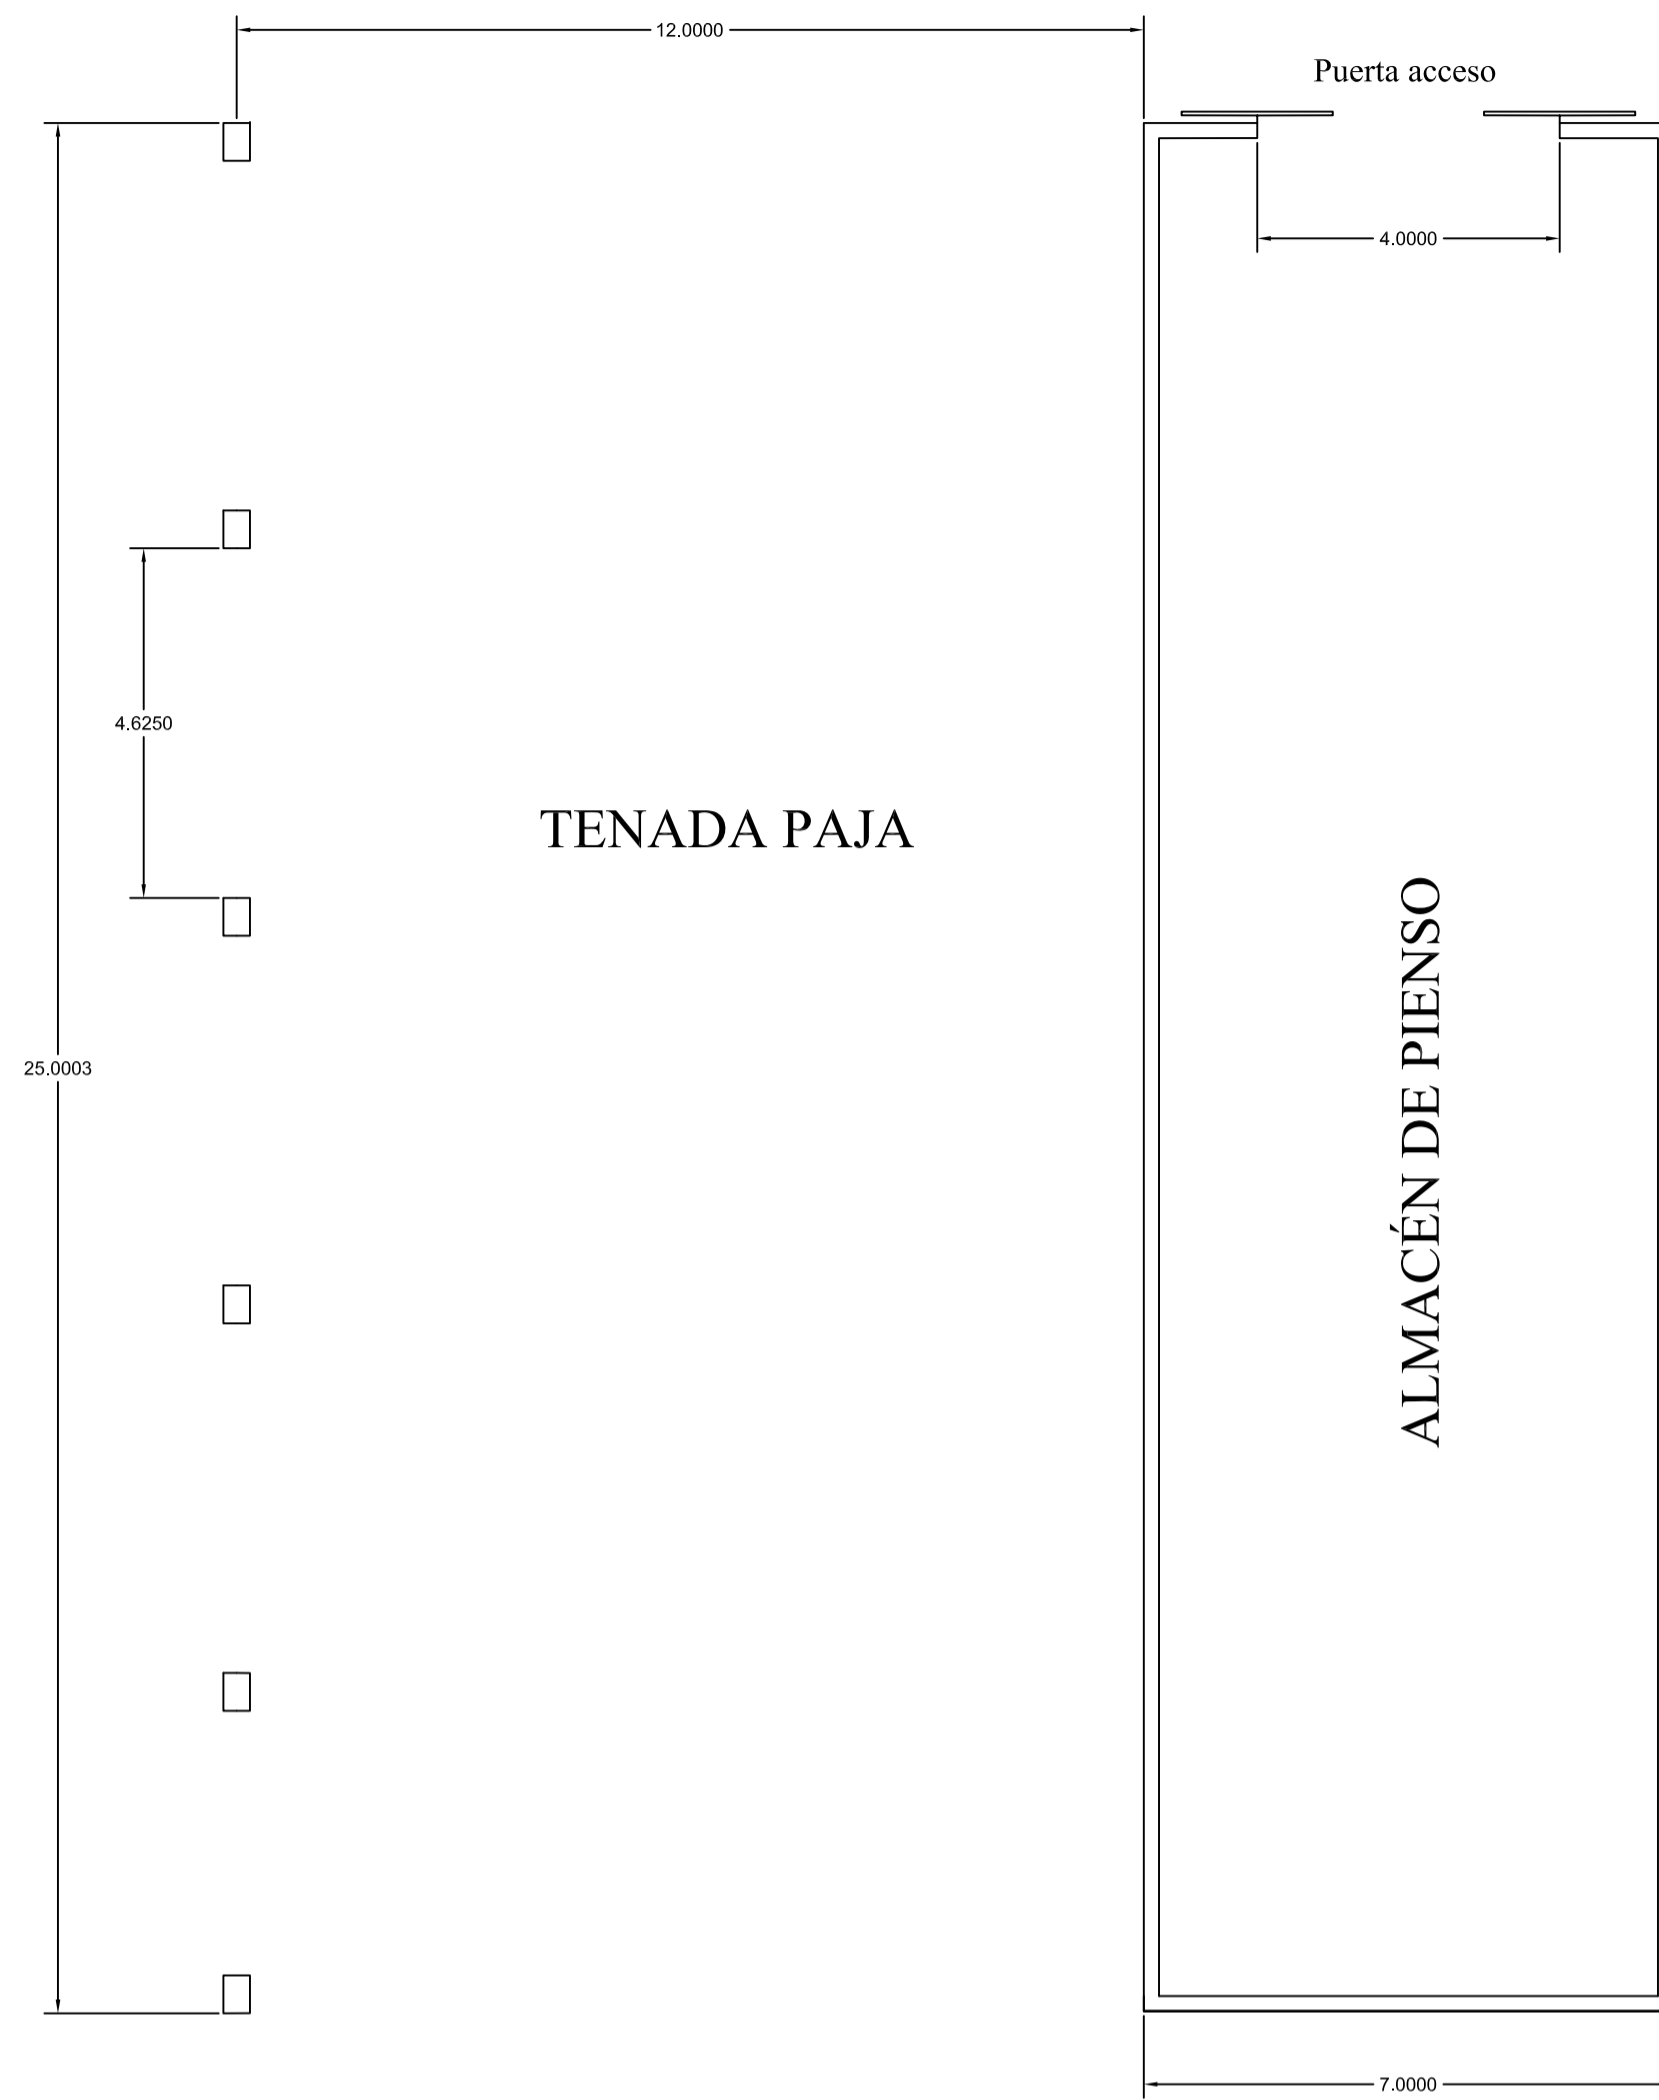 12.0000
Puerta acceso
4.0000
4.6250
TENADA PAJA
25.0003
ALMACÉN DE PIENSO
7.0000